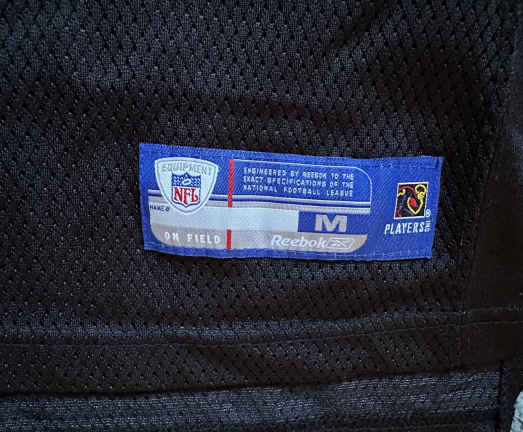 EQUIPMENT
NFL
ENGINEERED BY REEBOK TO THE
EXACT SPECIFICATIONS OF THE
NATIONAL FOOTBALL LEAGUE
NAME #
M
ON FIELD
Reebok
PLAYERS INC
®